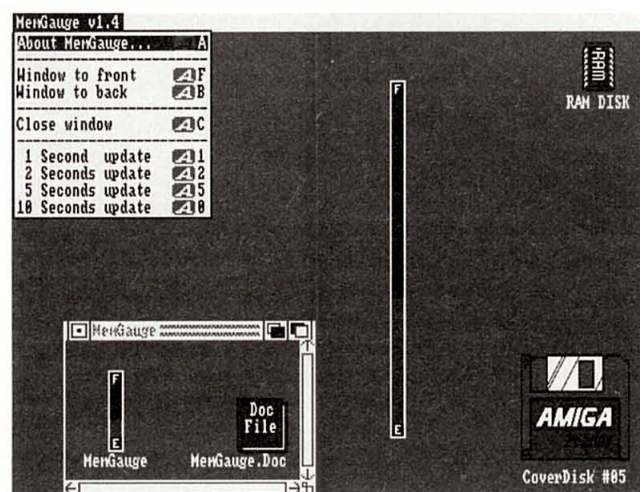 MemGauge v1.4
About MemGauge... A
Window to front A F
Window to back A B
Close window A C
1 Second update A 1
2 Seconds update A 2
5 Seconds update A 5
10 Seconds update A 0
F
E
RAM
RAM DISK
MemGauge
F
E
MemGauge
Doc
File
MemGauge.Doc
AMIGA
CoverDisk #05